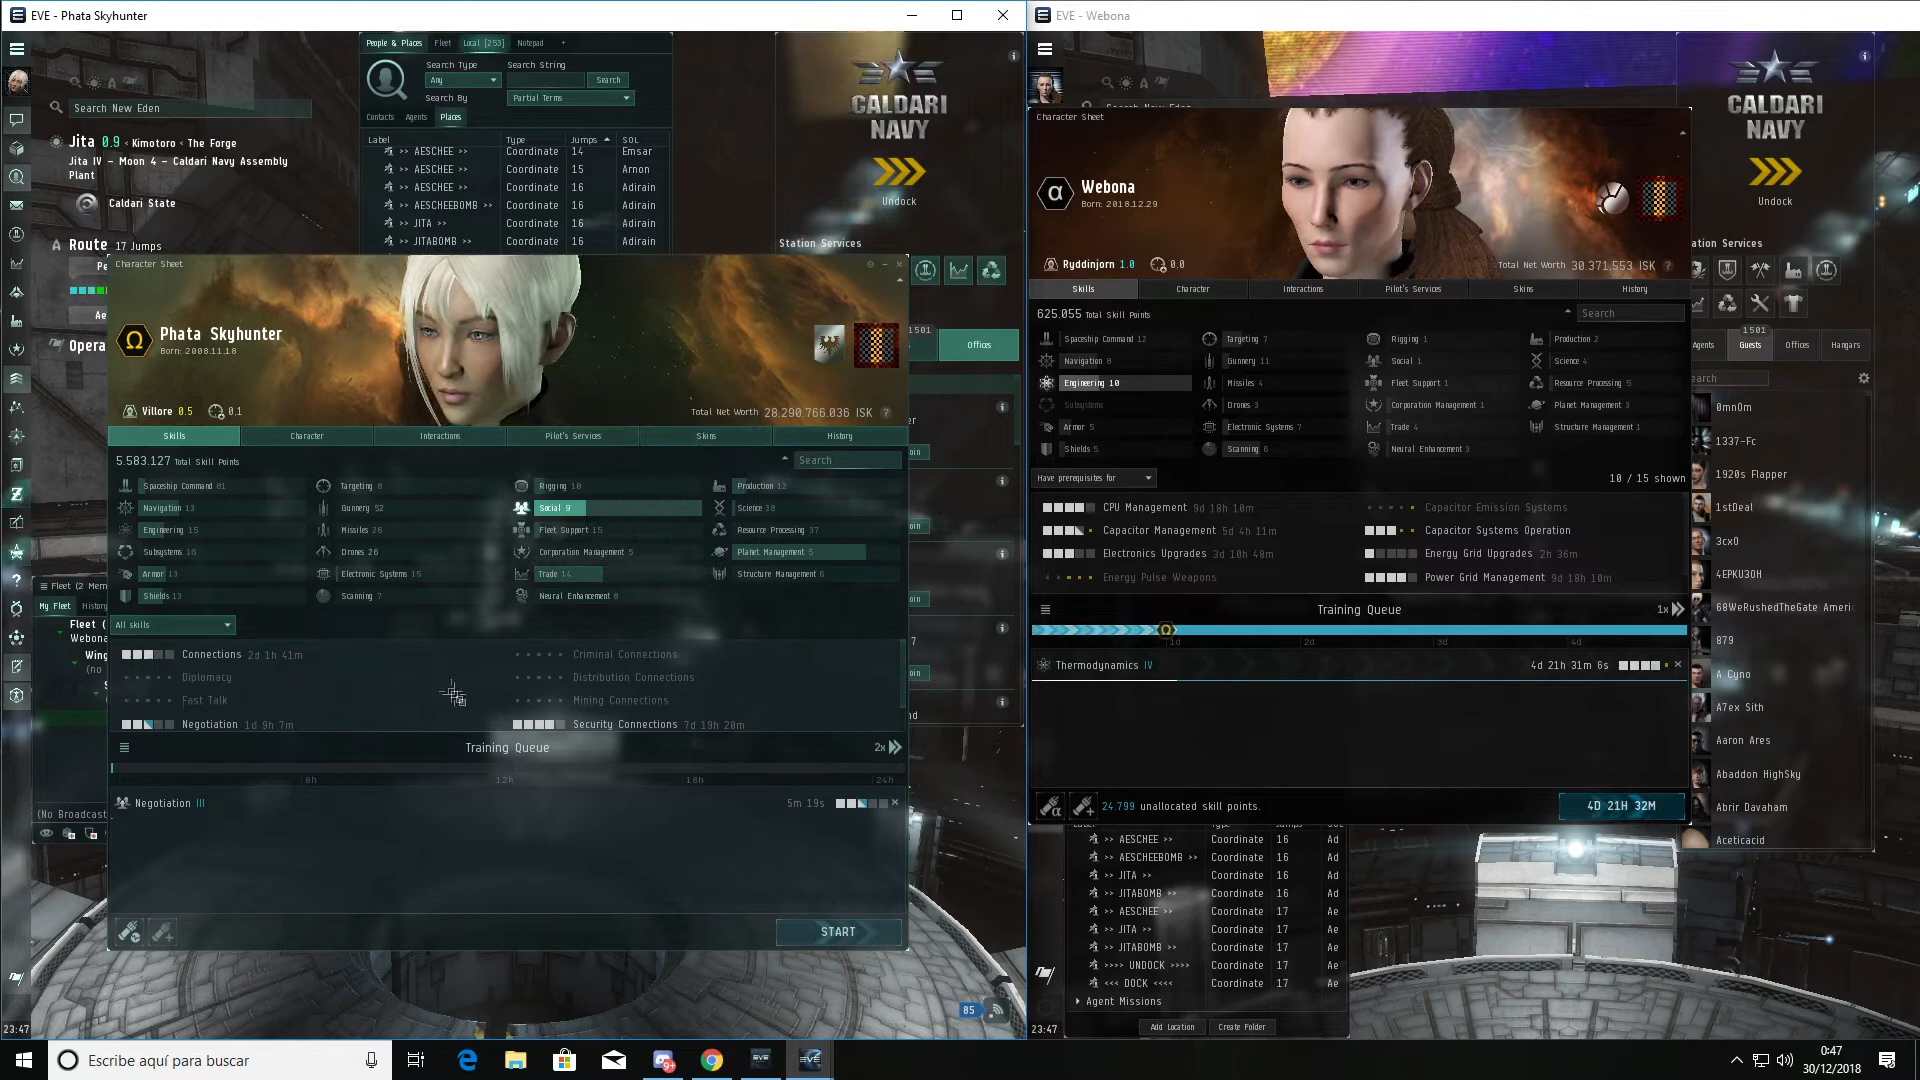 EVE - Phata Skyhunter
Search New Eden
Jita 0.9 < Kimotoro < The Forge
Jita IV - Moon 4 - Caldari Navy Assembly
Plant
Caldari State
Route 17 Jumps
People & Places Fleet Local [253] Notepad +
Search Type Search String
Any Search
Search By
Partial Terms
Contacts Agents Places
Label Type Jumps SOL
>> AESCHEE >> Coordinate 14 Emsar
>> AESCHEE >> Coordinate 15 Arnon
>> AESCHEE >> Coordinate 16 Adirain
>> AESCHEEBOMB >> Coordinate 16 Adirain
>> JITA >> Coordinate 16 Adirain
>> JITABOMB >> Coordinate 16 Adirain
CALDARI
NAVY
Undock
Station Services
1501
Offices
Character Sheet
Ω
Phata Skyhunter
Born: 2008.11.18
Villore 0.5 0.1
Total Net Worth 28.290.766.036 ISK ?
Skills Character Interactions Pilot's Services Skins History
5.583.127 Total Skill Points
Search
Spaceship Command 81 Targeting 8 Rigging 10 Production 12
Navigation 13 Gunnery 52 Social 9 Science 38
Engineering 15 Missiles 26 Fleet Support 15 Resource Processing 37
Subsystems 16 Drones 26 Corporation Management 5 Planet Management 5
Armor 13 Electronic Systems 15 Trade 14 Structure Management 6
Shields 13 Scanning 7 Neural Enhancement 8
All skills
Connections 2d 1h 41m Criminal Connections
Diplomacy Distribution Connections
Fast Talk Mining Connections
Negotiation 1d 9h 7m Security Connections 7d 19h 20m
Training Queue 2x
6h 12h 18h 24h
Negotiation III 5m 19s
START
Fleet (2 Mem
My Fleet History
Fleet (
Webona
Wing
(no
(No Broadcast
85
23:47
EVE - Webona
CALDARI
NAVY
Undock
Station Services
1501
Agents Guests Offices Hangars
0mn0m
1337-Fc
1920s Flapper
1stDeal
3cx0
4EPKU3OH
68WeRushedTheGate Ameri
879
A Cyno
A7ex Sith
Aaron Ares
Abaddon HighSky
Abrir Davaham
Aceticacid
Character Sheet
α
Webona
Born: 2018.12.29
Ryddinjorn 1.0 0.0
Total Net Worth 30.371.553 ISK ?
Skills Character Interactions Pilot's Services Skins History
625.055 Total Skill Points
Search
Spaceship Command 12 Targeting 7 Rigging 1 Production 2
Navigation 8 Gunnery 11 Social 1 Science 4
Engineering 10 Missiles 4 Fleet Support 1 Resource Processing 5
Subsystems Drones 3 Corporation Management 1 Planet Management 3
Armor 5 Electronic Systems 7 Trade 4 Structure Management 1
Shields 5 Scanning 6 Neural Enhancement 3
Have prerequisites for 10 / 15 shown
CPU Management 9d 18h 10m Capacitor Emission Systems
Capacitor Management 5d 4h 11m Capacitor Systems Operation
Electronics Upgrades 3d 10h 48m Energy Grid Upgrades 2h 36m
Energy Pulse Weapons Power Grid Management 9d 18h 10m
Training Queue 1x
Ω
1d 2d 3d 4d
Thermodynamics IV 4d 21h 31m 6s
24.799 unallocated skill points.
4D 21H 32M
>> AESCHEE >> Coordinate 16 Ad
>> AESCHEEBOMB >> Coordinate 16 Ad
>> JITA >> Coordinate 16 Ad
>> JITABOMB >> Coordinate 16 Ad
>> AESCHEE >> Coordinate 17 Ae
>> JITA >> Coordinate 17 Ae
>> JITABOMB >> Coordinate 17 Ae
>>>> UNDOCK >>>> Coordinate 17 Ae
<<< DOCK <<<< Coordinate 17 Ae
Agent Missions
Add Location Create Folder
23:47
Escribe aquí para buscar
0:47
30/12/2018